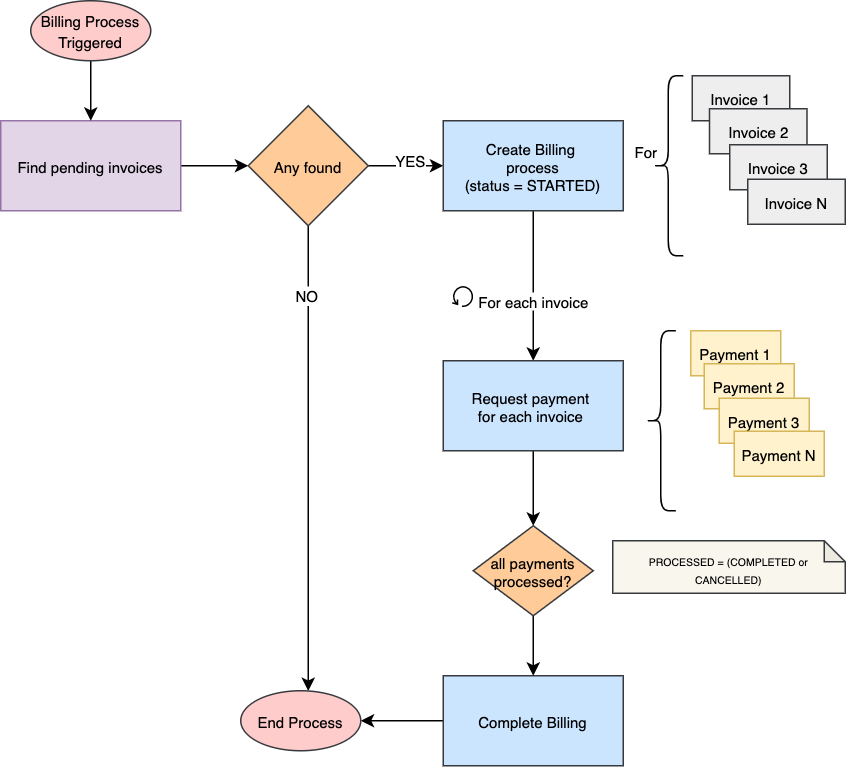 Billing Process
Triggered
Find pending invoices
Any found
YES
NO
Create Billing
process
(status = STARTED)
For
Invoice 1
Invoice 2
Invoice 3
Invoice N
For each invoice
Request payment
for each invoice
Payment 1
Payment 2
Payment 3
Payment N
all payments
processed?
PROCESSED = (COMPLETED or
CANCELLED)
Complete Billing
End Process